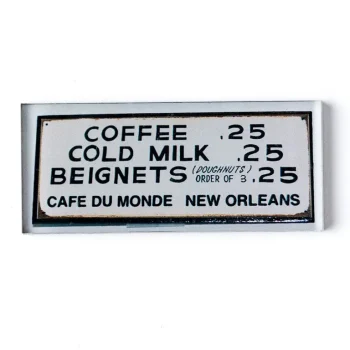 COFFEE .25
COLD MILK .25
BEIGNETS (DOUGHNUTS) ORDER OF 3 .25
CAFE DU MONDE NEW ORLEANS